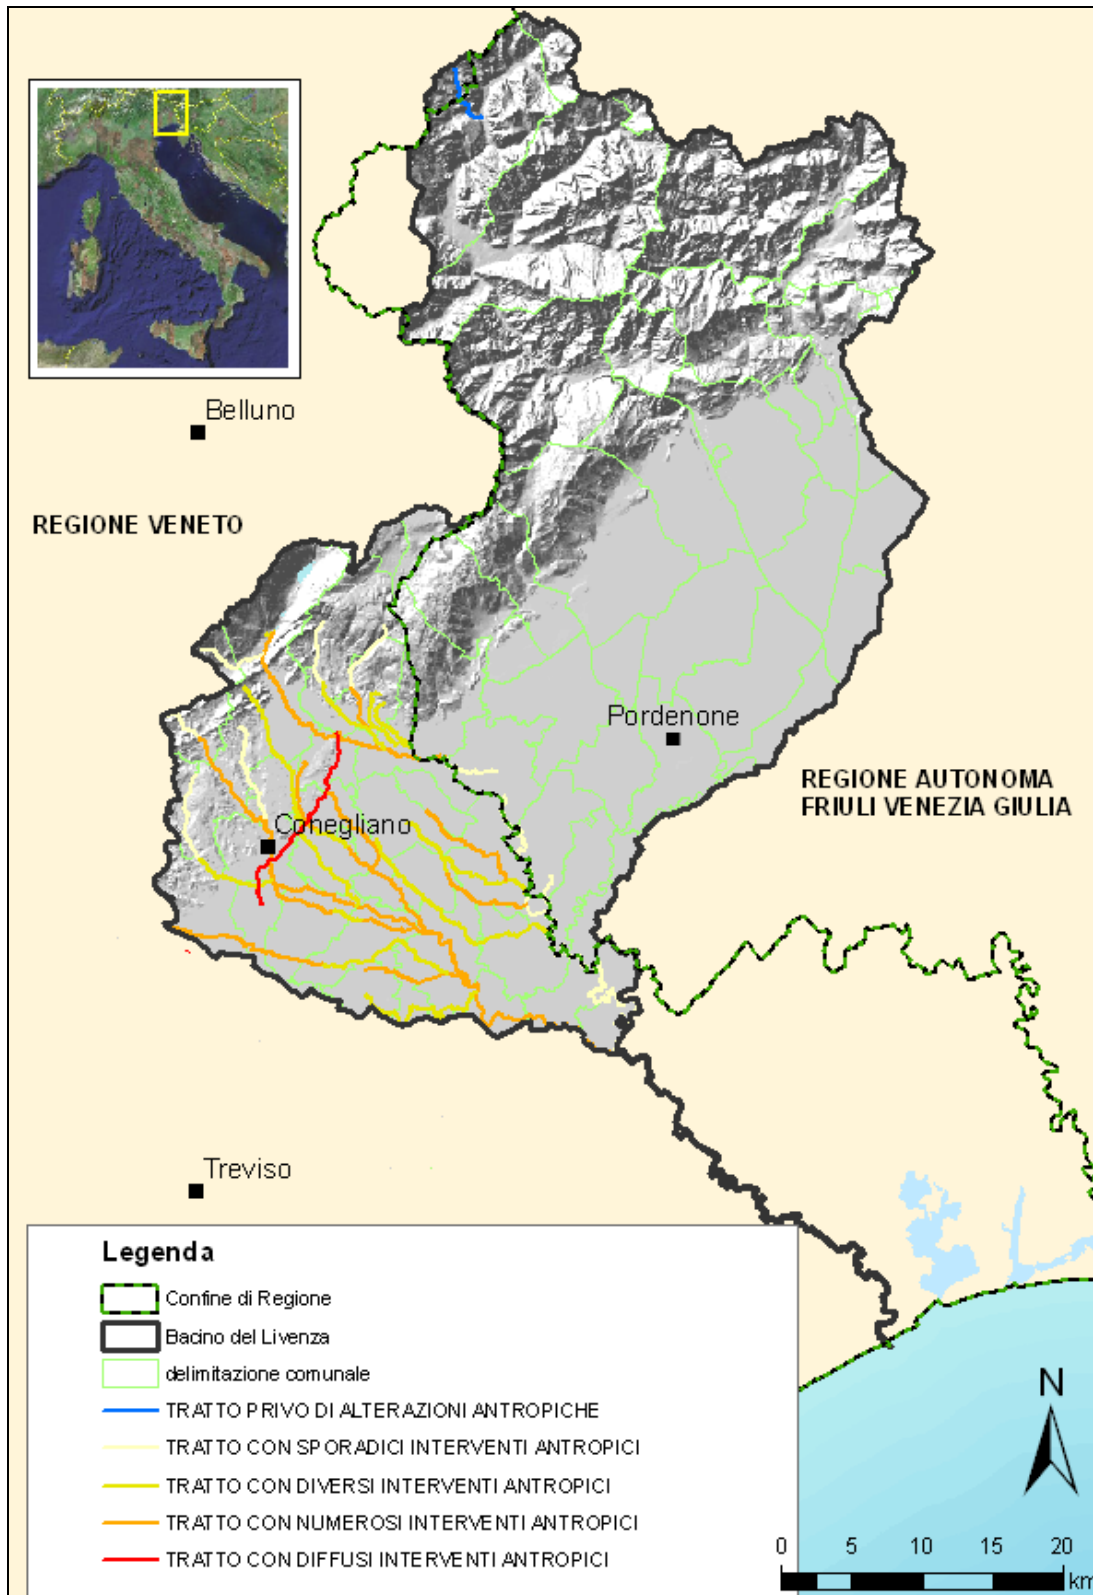 Belluno
REGIONE VENETO
Pordenone
REGIONE AUTONOMA
FRIULI VENEZIA GIULIA
Conegliano
Treviso
Legenda
Confine di Regione
Bacino del Livenza
delimitazione comunale
TRATTO PRIVO DI ALTERAZIONI ANTROPICHE
TRATTO CON SPORADICI INTERVENTI ANTROPICI
TRATTO CON DIVERSI INTERVENTI ANTROPICI
TRATTO CON NUMEROSI INTERVENTI ANTROPICI
TRATTO CON DIFFUSI INTERVENTI ANTROPICI
N
0 5 10 15 20
km